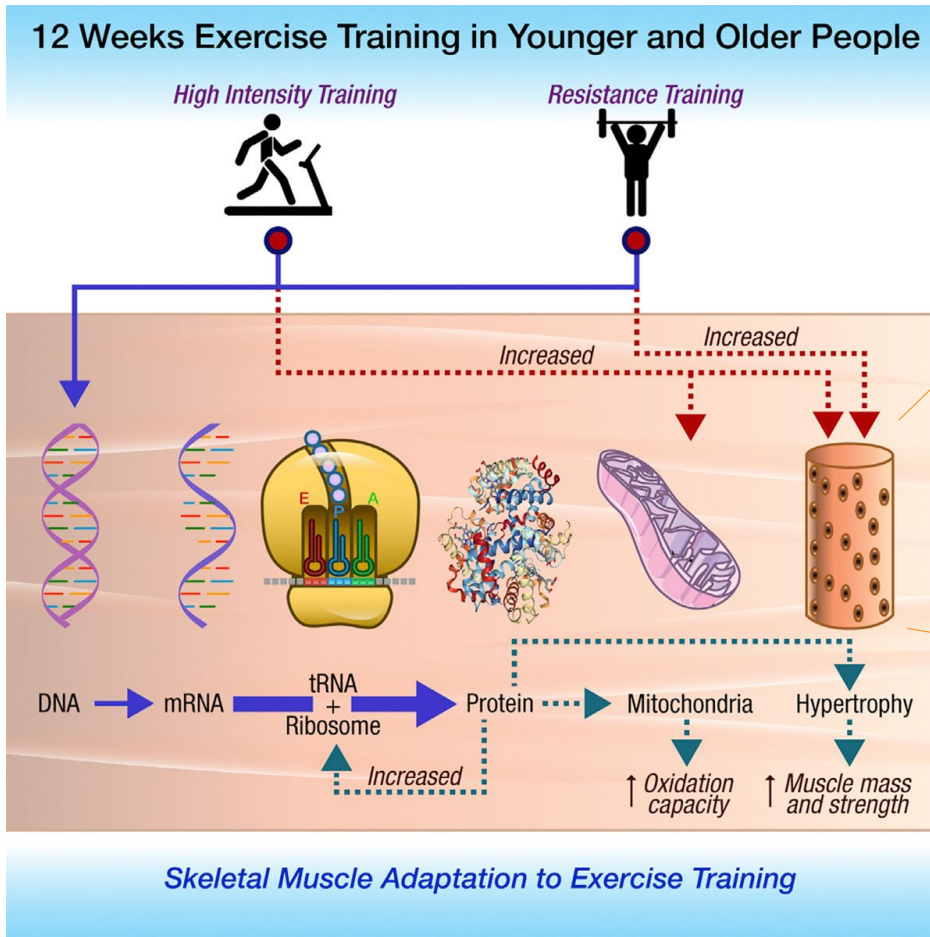 12 Weeks Exercise Training in Younger and Older People
High Intensity Training
Resistance Training
Increased
Increased
E
P
A
DNA
mRNA
tRNA
+
Ribosome
Protein
Mitochondria
Hypertrophy
Increased
↑ Oxidation
capacity
↑ Muscle mass
and strength
Skeletal Muscle Adaptation to Exercise Training